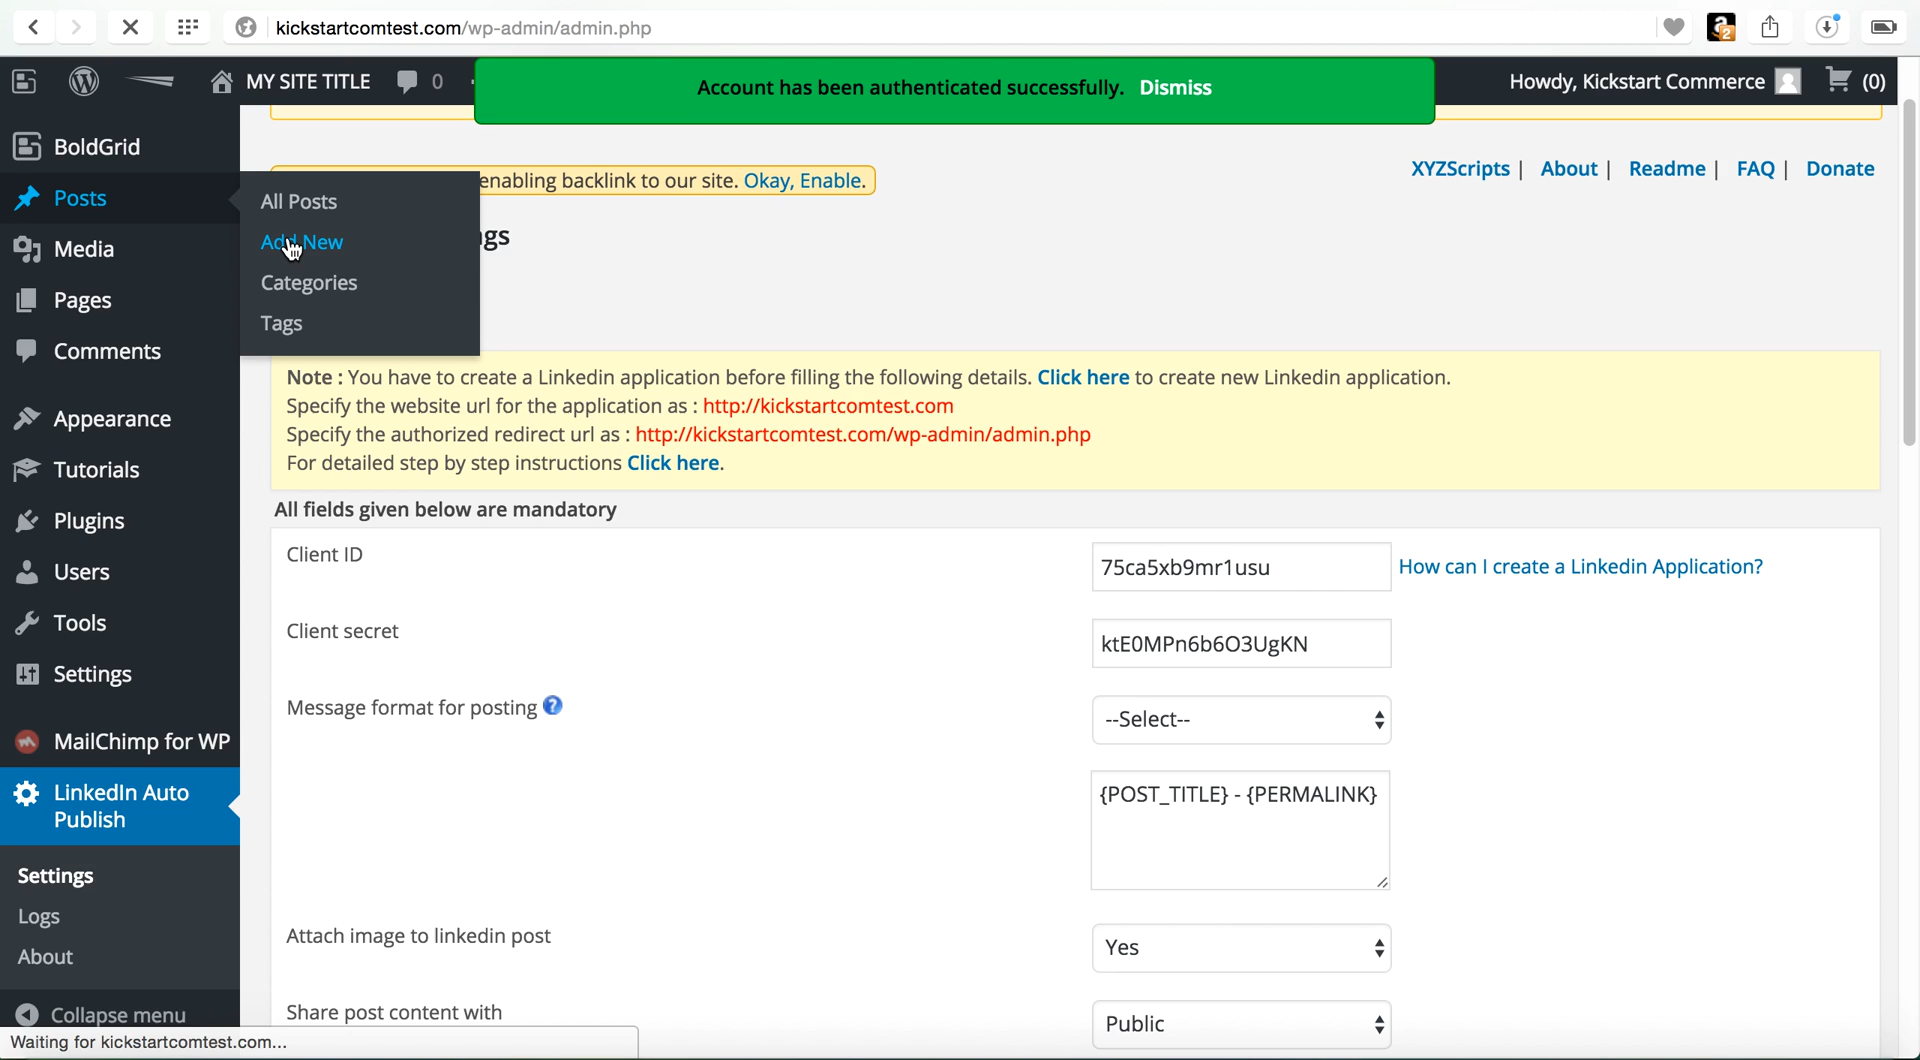 kickstartcomtest.com/wp-admin/admin.php
2
MY SITE TITLE
0
Account has been authenticated successfully. Dismiss
Howdy, Kickstart Commerce
(0)
BoldGrid
Posts
Media
Pages
Comments
Appearance
Tutorials
Plugins
Users
Tools
Settings
MailChimp for WP
LinkedIn Auto
Publish
Settings
Logs
About
Collapse menu
All Posts
Add New
Categories
Tags
enabling backlink to our site. Okay, Enable.
XYZScripts | About | Readme | FAQ | Donate
Note : You have to create a Linkedin application before filling the following details. Click here to create new Linkedin application.
Specify the website url for the application as : http://kickstartcomtest.com
Specify the authorized redirect url as : http://kickstartcomtest.com/wp-admin/admin.php
For detailed step by step instructions Click here.
All fields given below are mandatory
Client ID
75ca5xb9mr1usu
How can I create a Linkedin Application?
Client secret
ktE0MPn6b6O3UgKN
Message format for posting ?
--Select--
{POST_TITLE} - {PERMALINK}
Attach image to linkedin post
Yes
Share post content with
Public
Waiting for kickstartcomtest.com...